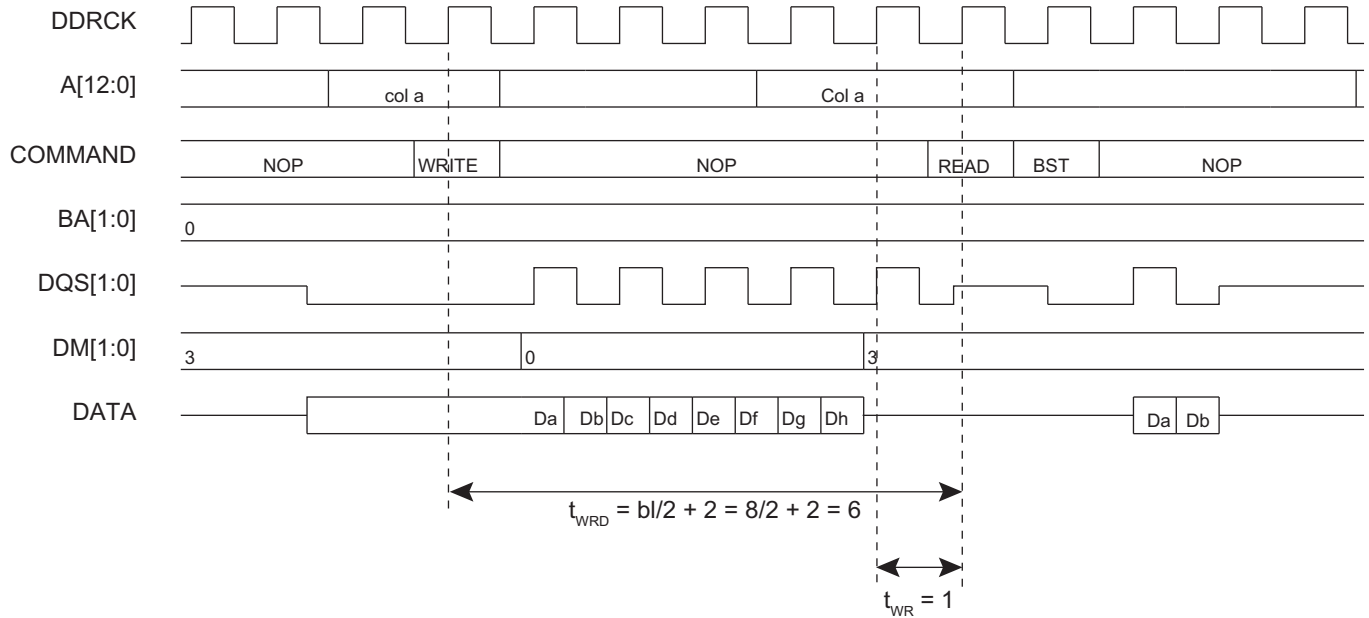 DDRCK
A[12:0]
col a
Col a
COMMAND
NOP
WRITE
NOP
READ
BST
NOP
BA[1:0]
0
DQS[1:0]
DM[1:0]
3
0
3
DATA
Da
Db
Dc
Dd
De
Df
Dg
Dh
Da
Db
tWRD = bl/2 + 2 = 8/2 + 2 = 6
tWR = 1